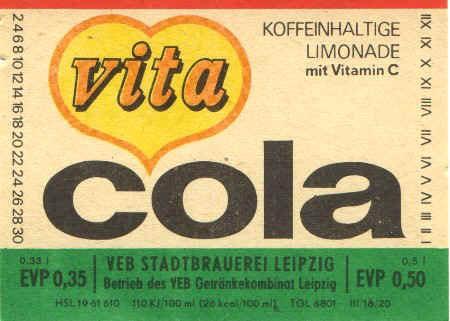 2 4 6 8 10 12 14 16 18 20 22 24 26 28 30
vita
cola
KOFFEINHALTIGE
LIMONADE
mit Vitamin C
I II III IV V VI VII VIII IX X XI XII
0,33 l
EVP 0,35
VEB STADTBRAUEREI LEIPZIG
Betrieb des VEB Getränkekombinat Leipzig
0,5 l
EVP 0,50
HSL 19 61 610 110 KJ/100 ml (26 kcal/100 ml) TGL 6801 III 18/20